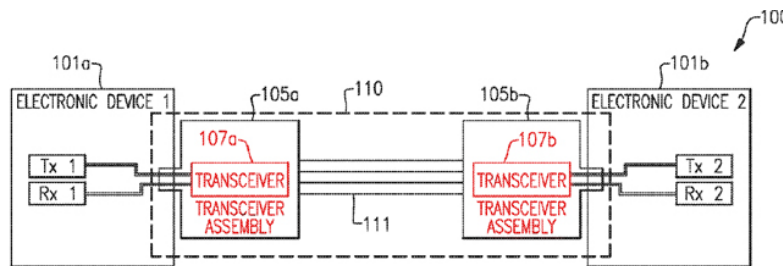 100
101a
110
101b
ELECTRONIC DEVICE 1
105a
105b
ELECTRONIC DEVICE 2
107a
107b
Tx 1
TRANSCEIVER
TRANSCEIVER
Tx 2
Rx 1
Rx 2
TRANSCEIVER
ASSEMBLY
111
TRANSCEIVER
ASSEMBLY